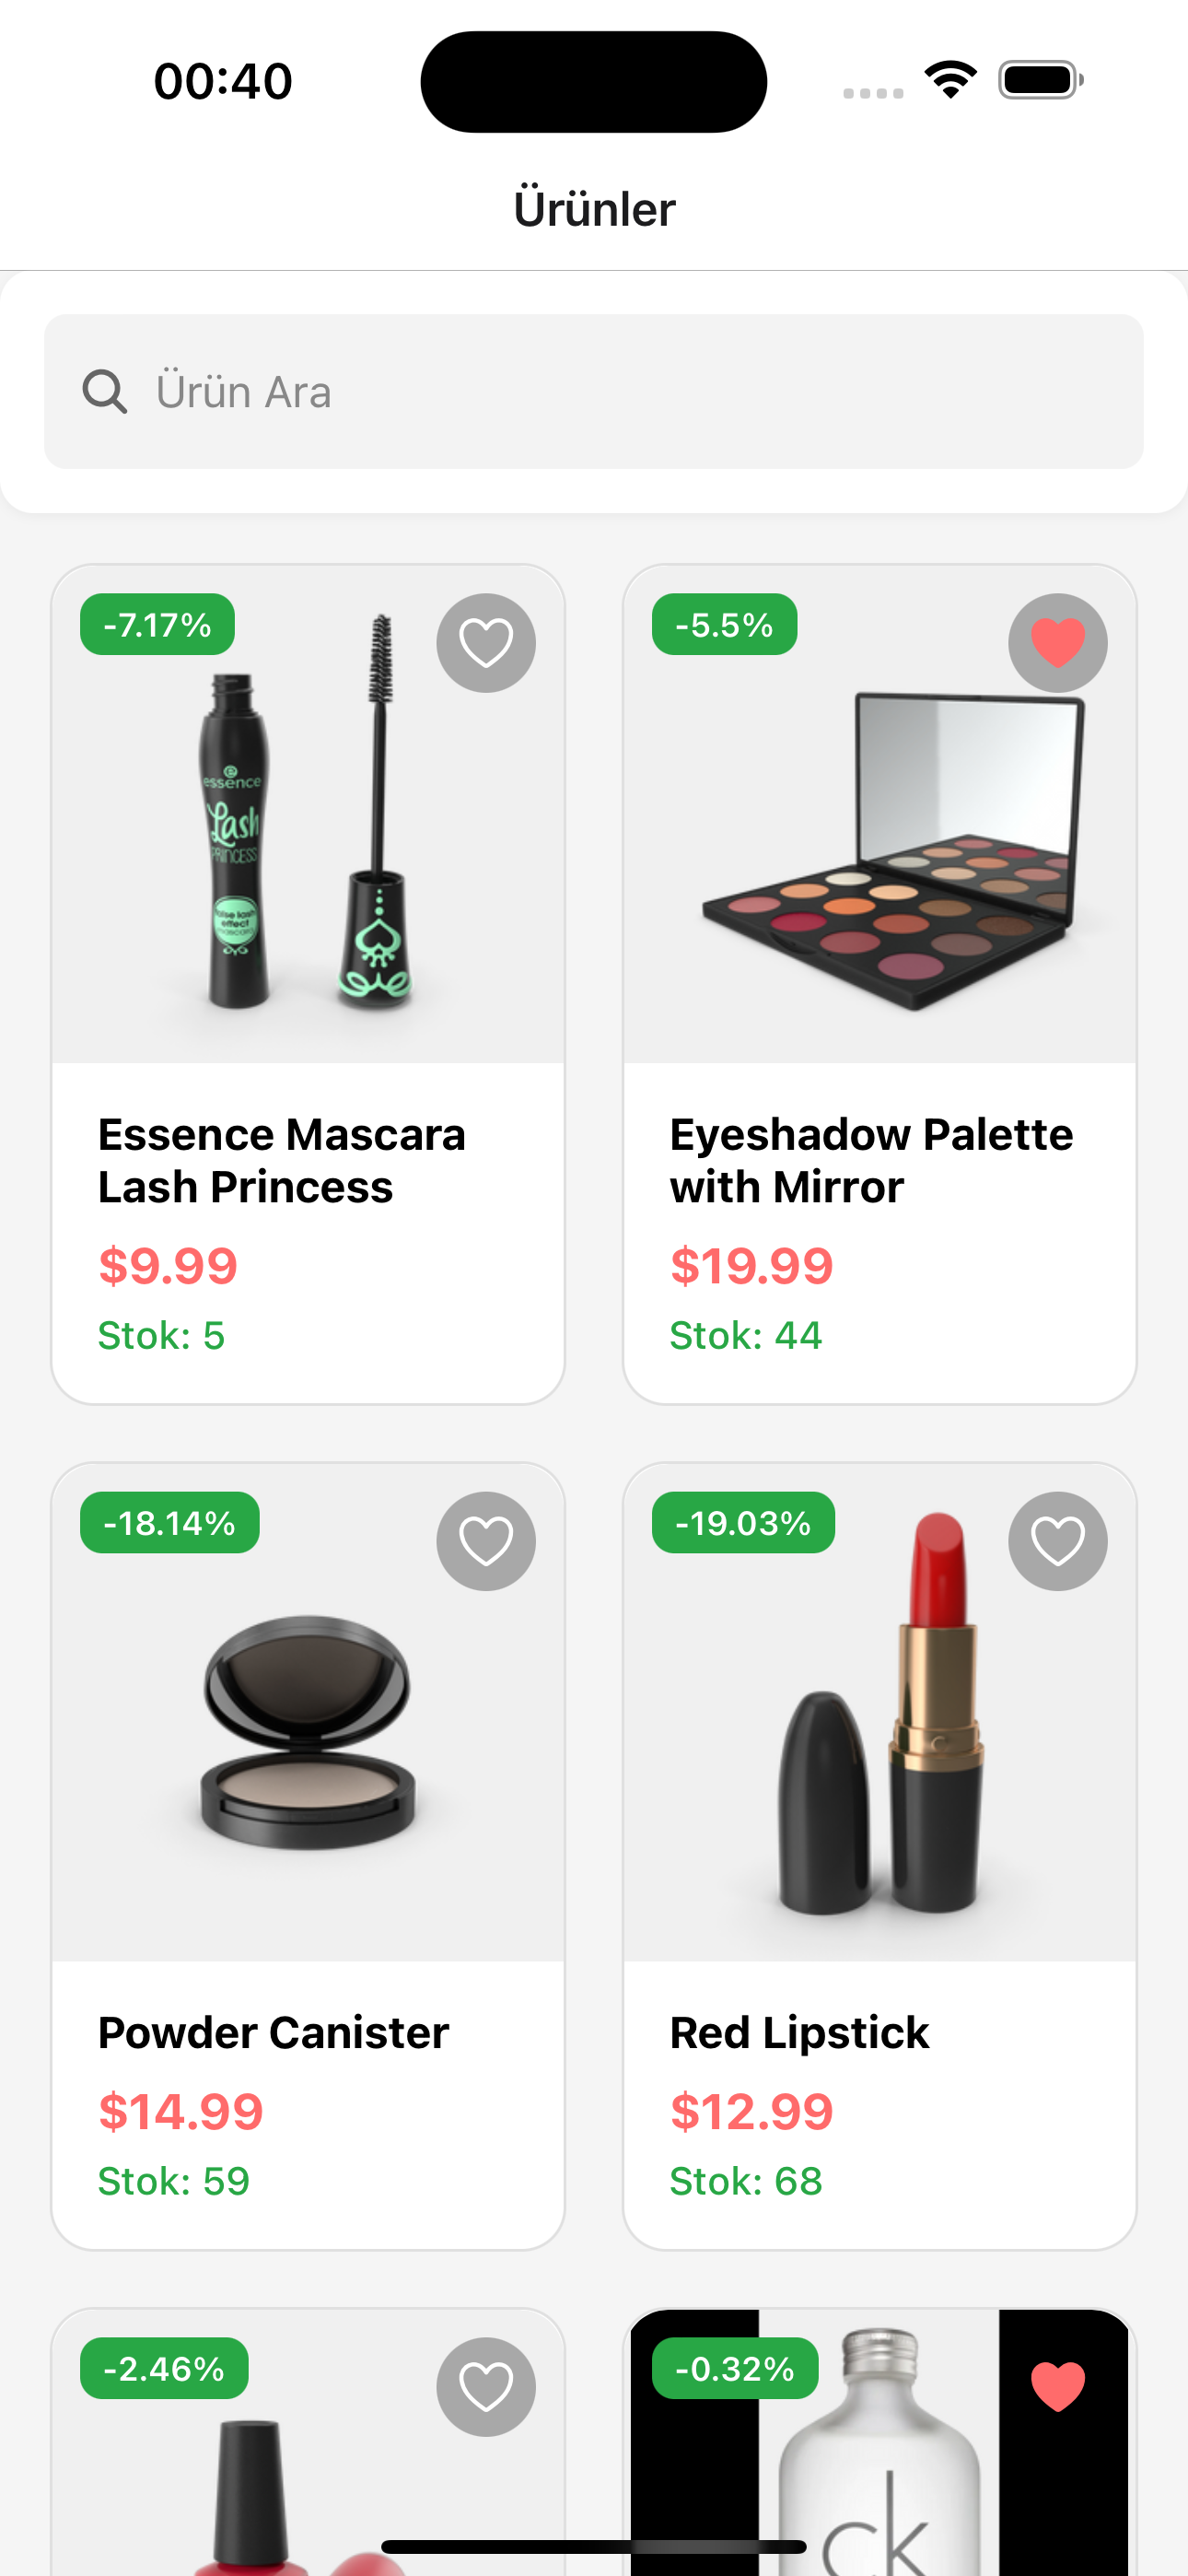 00:40
Ürünler
Ürün Ara
-7.17%
-5.5%
essence
Lash
PRINCESS
false lash
effect
mascara
Essence Mascara
Lash Princess
$9.99
Stok: 5
Eyeshadow Palette
with Mirror
$19.99
Stok: 44
-18.14%
-19.03%
Powder Canister
$14.99
Stok: 59
Red Lipstick
$12.99
Stok: 68
-2.46%
-0.32%
ck